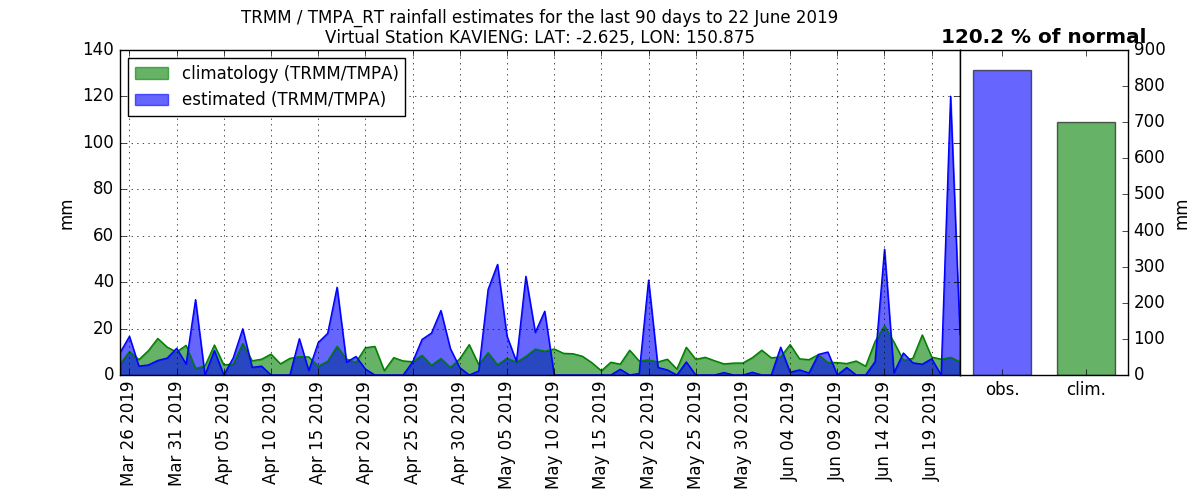 TRMM / TMPA_RT rainfall estimates for the last 90 days to 22 June 2019
Virtual Station KAVIENG: LAT: -2.625, LON: 150.875
120.2 % of normal
climatology (TRMM/TMPA)
estimated (TRMM/TMPA)
mm
140
120
100
80
60
40
20
0
Mar 26 2019
Mar 31 2019
Apr 05 2019
Apr 10 2019
Apr 15 2019
Apr 20 2019
Apr 25 2019
Apr 30 2019
May 05 2019
May 10 2019
May 15 2019
May 20 2019
May 25 2019
May 30 2019
Jun 04 2019
Jun 09 2019
Jun 14 2019
Jun 19 2019
900
800
700
600
500
400
300
200
100
0
mm
obs.
clim.